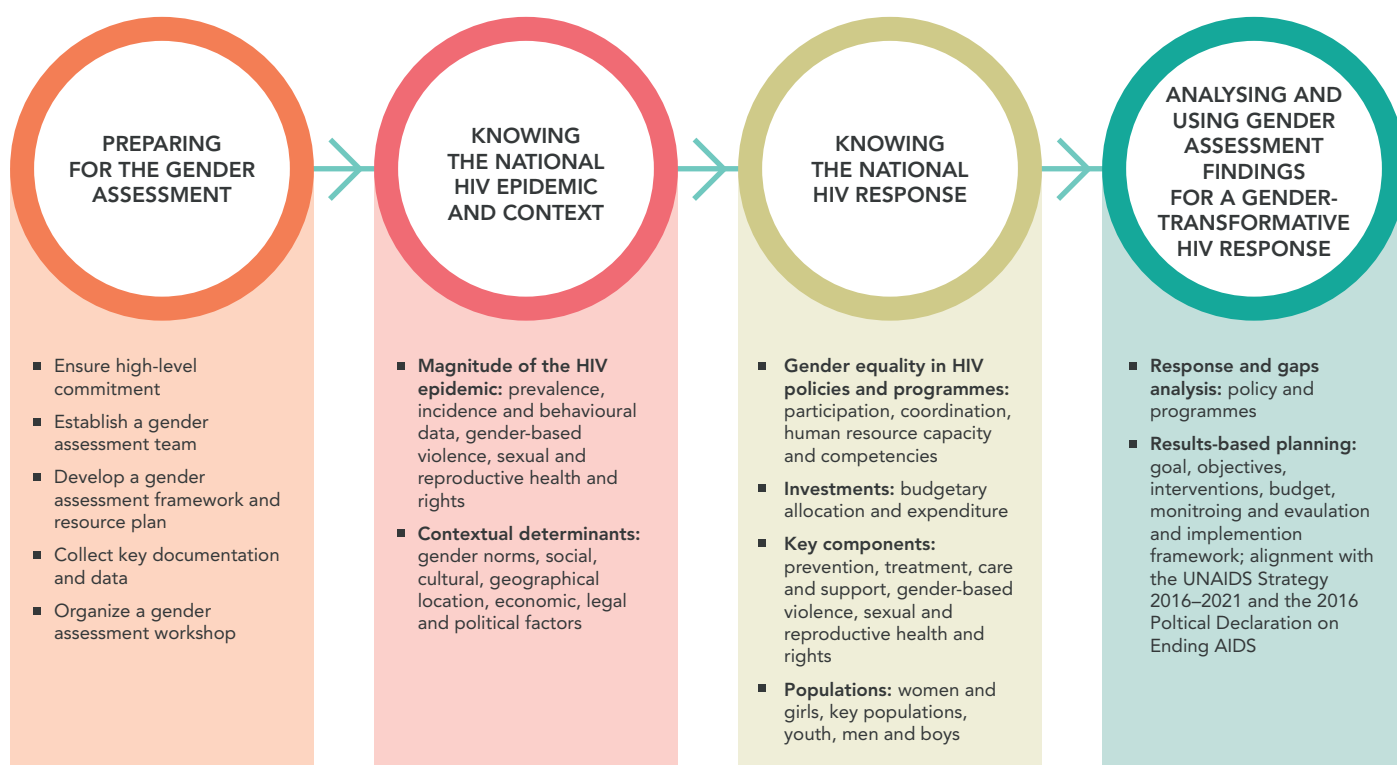 PREPARING
FOR THE GENDER
ASSESSMENT
■ Ensure high-level
commitment
■ Establish a gender
assessment team
■ Develop a gender
assessment framework and
resource plan
■ Collect key documentation
and data
■ Organize a gender
assessment workshop
KNOWING
THE NATIONAL
HIV EPIDEMIC
AND CONTEXT
■ Magnitude of the HIV
epidemic: prevalence,
incidence and behavioural
data, gender-based
violence, sexual and
reproductive health and
rights
■ Contextual determinants:
gender norms, social,
cultural, geographical
location, economic, legal
and political factors
KNOWING
THE NATIONAL
HIV RESPONSE
■ Gender equality in HIV
policies and programmes:
participation, coordination,
human resource capacity
and competencies
■ Investments: budgetary
allocation and expenditure
■ Key components:
prevention, treatment, care
and support, gender-based
violence, sexual and
reproductive health and
rights
■ Populations: women and
girls, key populations,
youth, men and boys
ANALYSING AND
USING GENDER
ASSESSMENT
FINDINGS
FOR A GENDER-
TRANSFORMATIVE
HIV RESPONSE
■ Response and gaps
analysis: policy and
programmes
■ Results-based planning:
goal, objectives,
interventions, budget,
monitroing and evaulation
and implemention
framework; alignment with
the UNAIDS Strategy
2016–2021 and the 2016
Poltical Declaration on
Ending AIDS